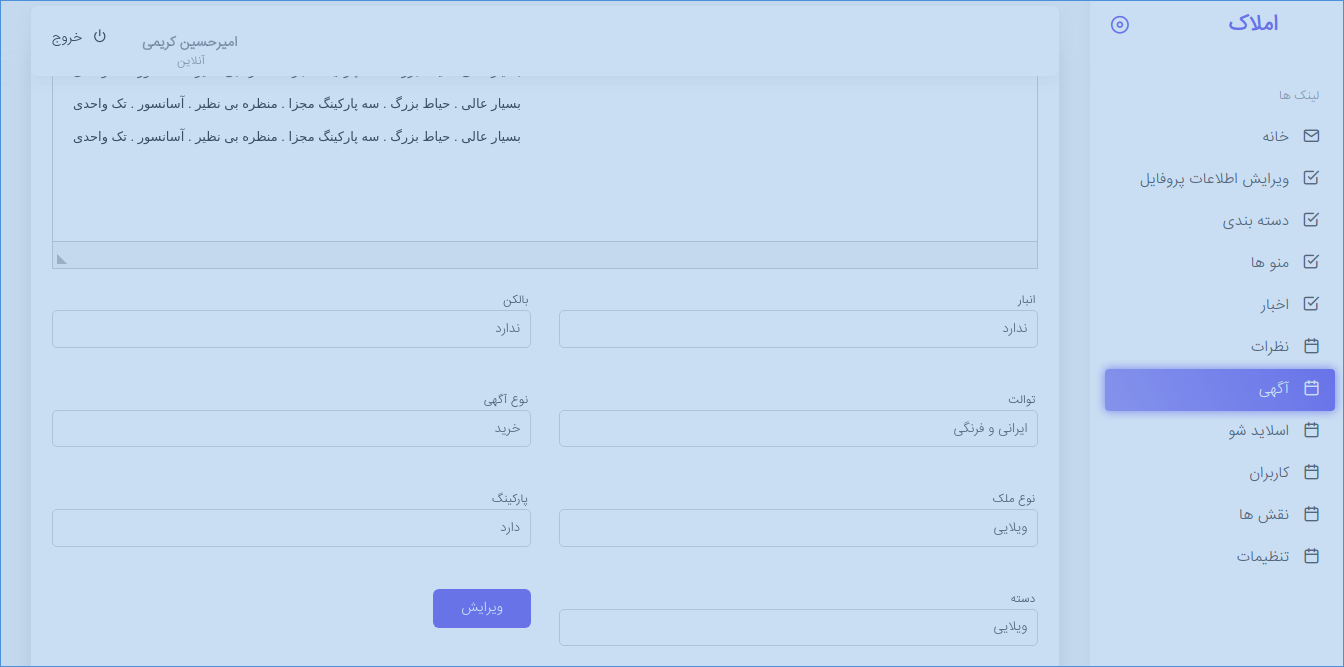 املاک
لینک ها
خانه
ویرایش اطلاعات پروفایل
دسته بندی
منو ها
اخبار
نظرات
آگهی
اسلاید شو
کاربران
نقش ها
تنظیمات
امیرحسین کریمی
آنلاین
خروج
بسیار عالی . حیاط بزرگ . سه پارکینگ مجزا . منظره بی نظیر . آسانسور . تک واحدی
بسیار عالی . حیاط بزرگ . سه پارکینگ مجزا . منظره بی نظیر . آسانسور . تک واحدی
انبار
ندارد
بالکن
ندارد
توالت
ایرانی و فرنگی
نوع آگهی
خرید
نوع ملک
ویلایی
پارکینگ
دارد
دسته
ویلایی
ویرایش